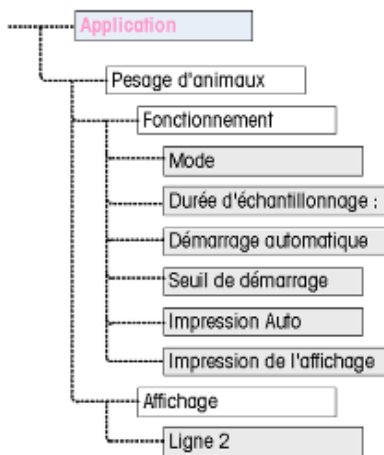 Application
Pesage d'animaux
Fonctionnement
Mode
Durée d'échantillonnage :
Démarrage automatique
Seuil de démarrage
Impression Auto
Impression de l'affichage
Affichage
Ligne 2